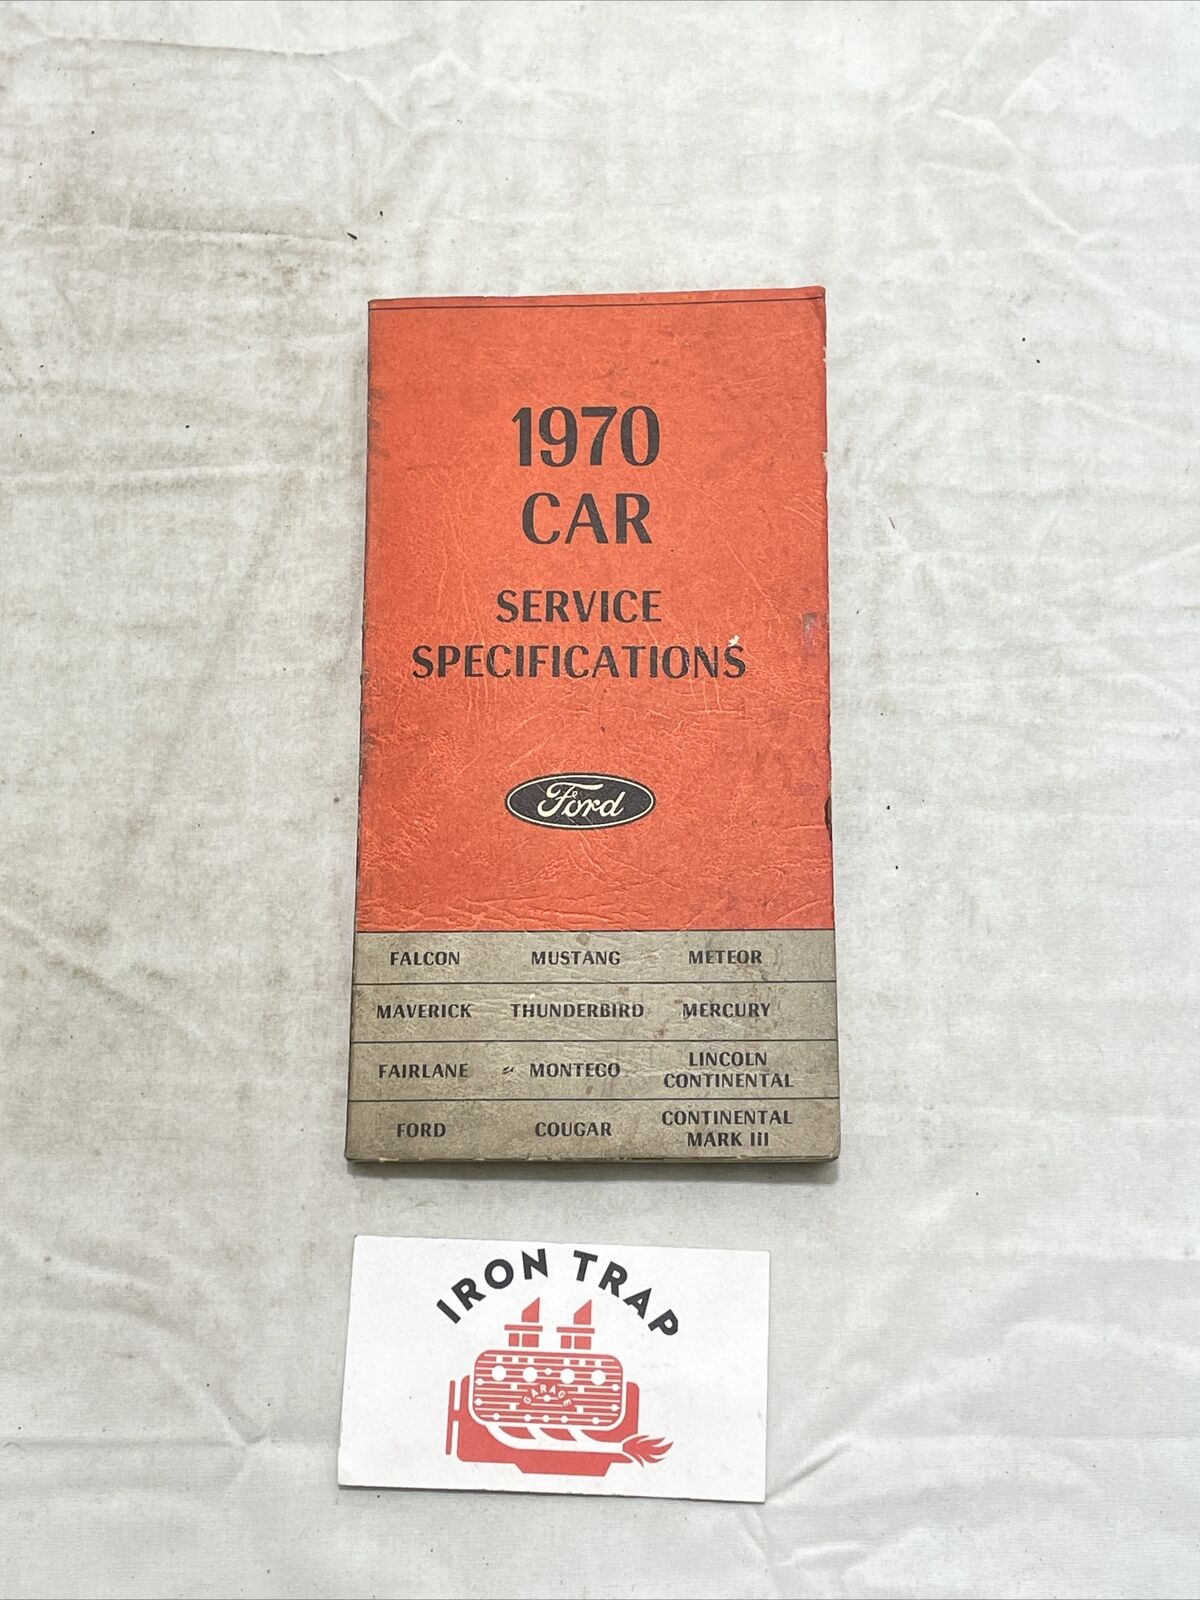 1970
CAR
SERVICE
SPECIFICATIONS
Ford
FALCON MUSTANG METEOR
MAVERICK THUNDERBIRD MERCURY
FAIRLANE MONTEGO LINCOLN CONTINENTAL
FORD COUGAR CONTINENTAL MARK III
IRON TRAP
GARAGE